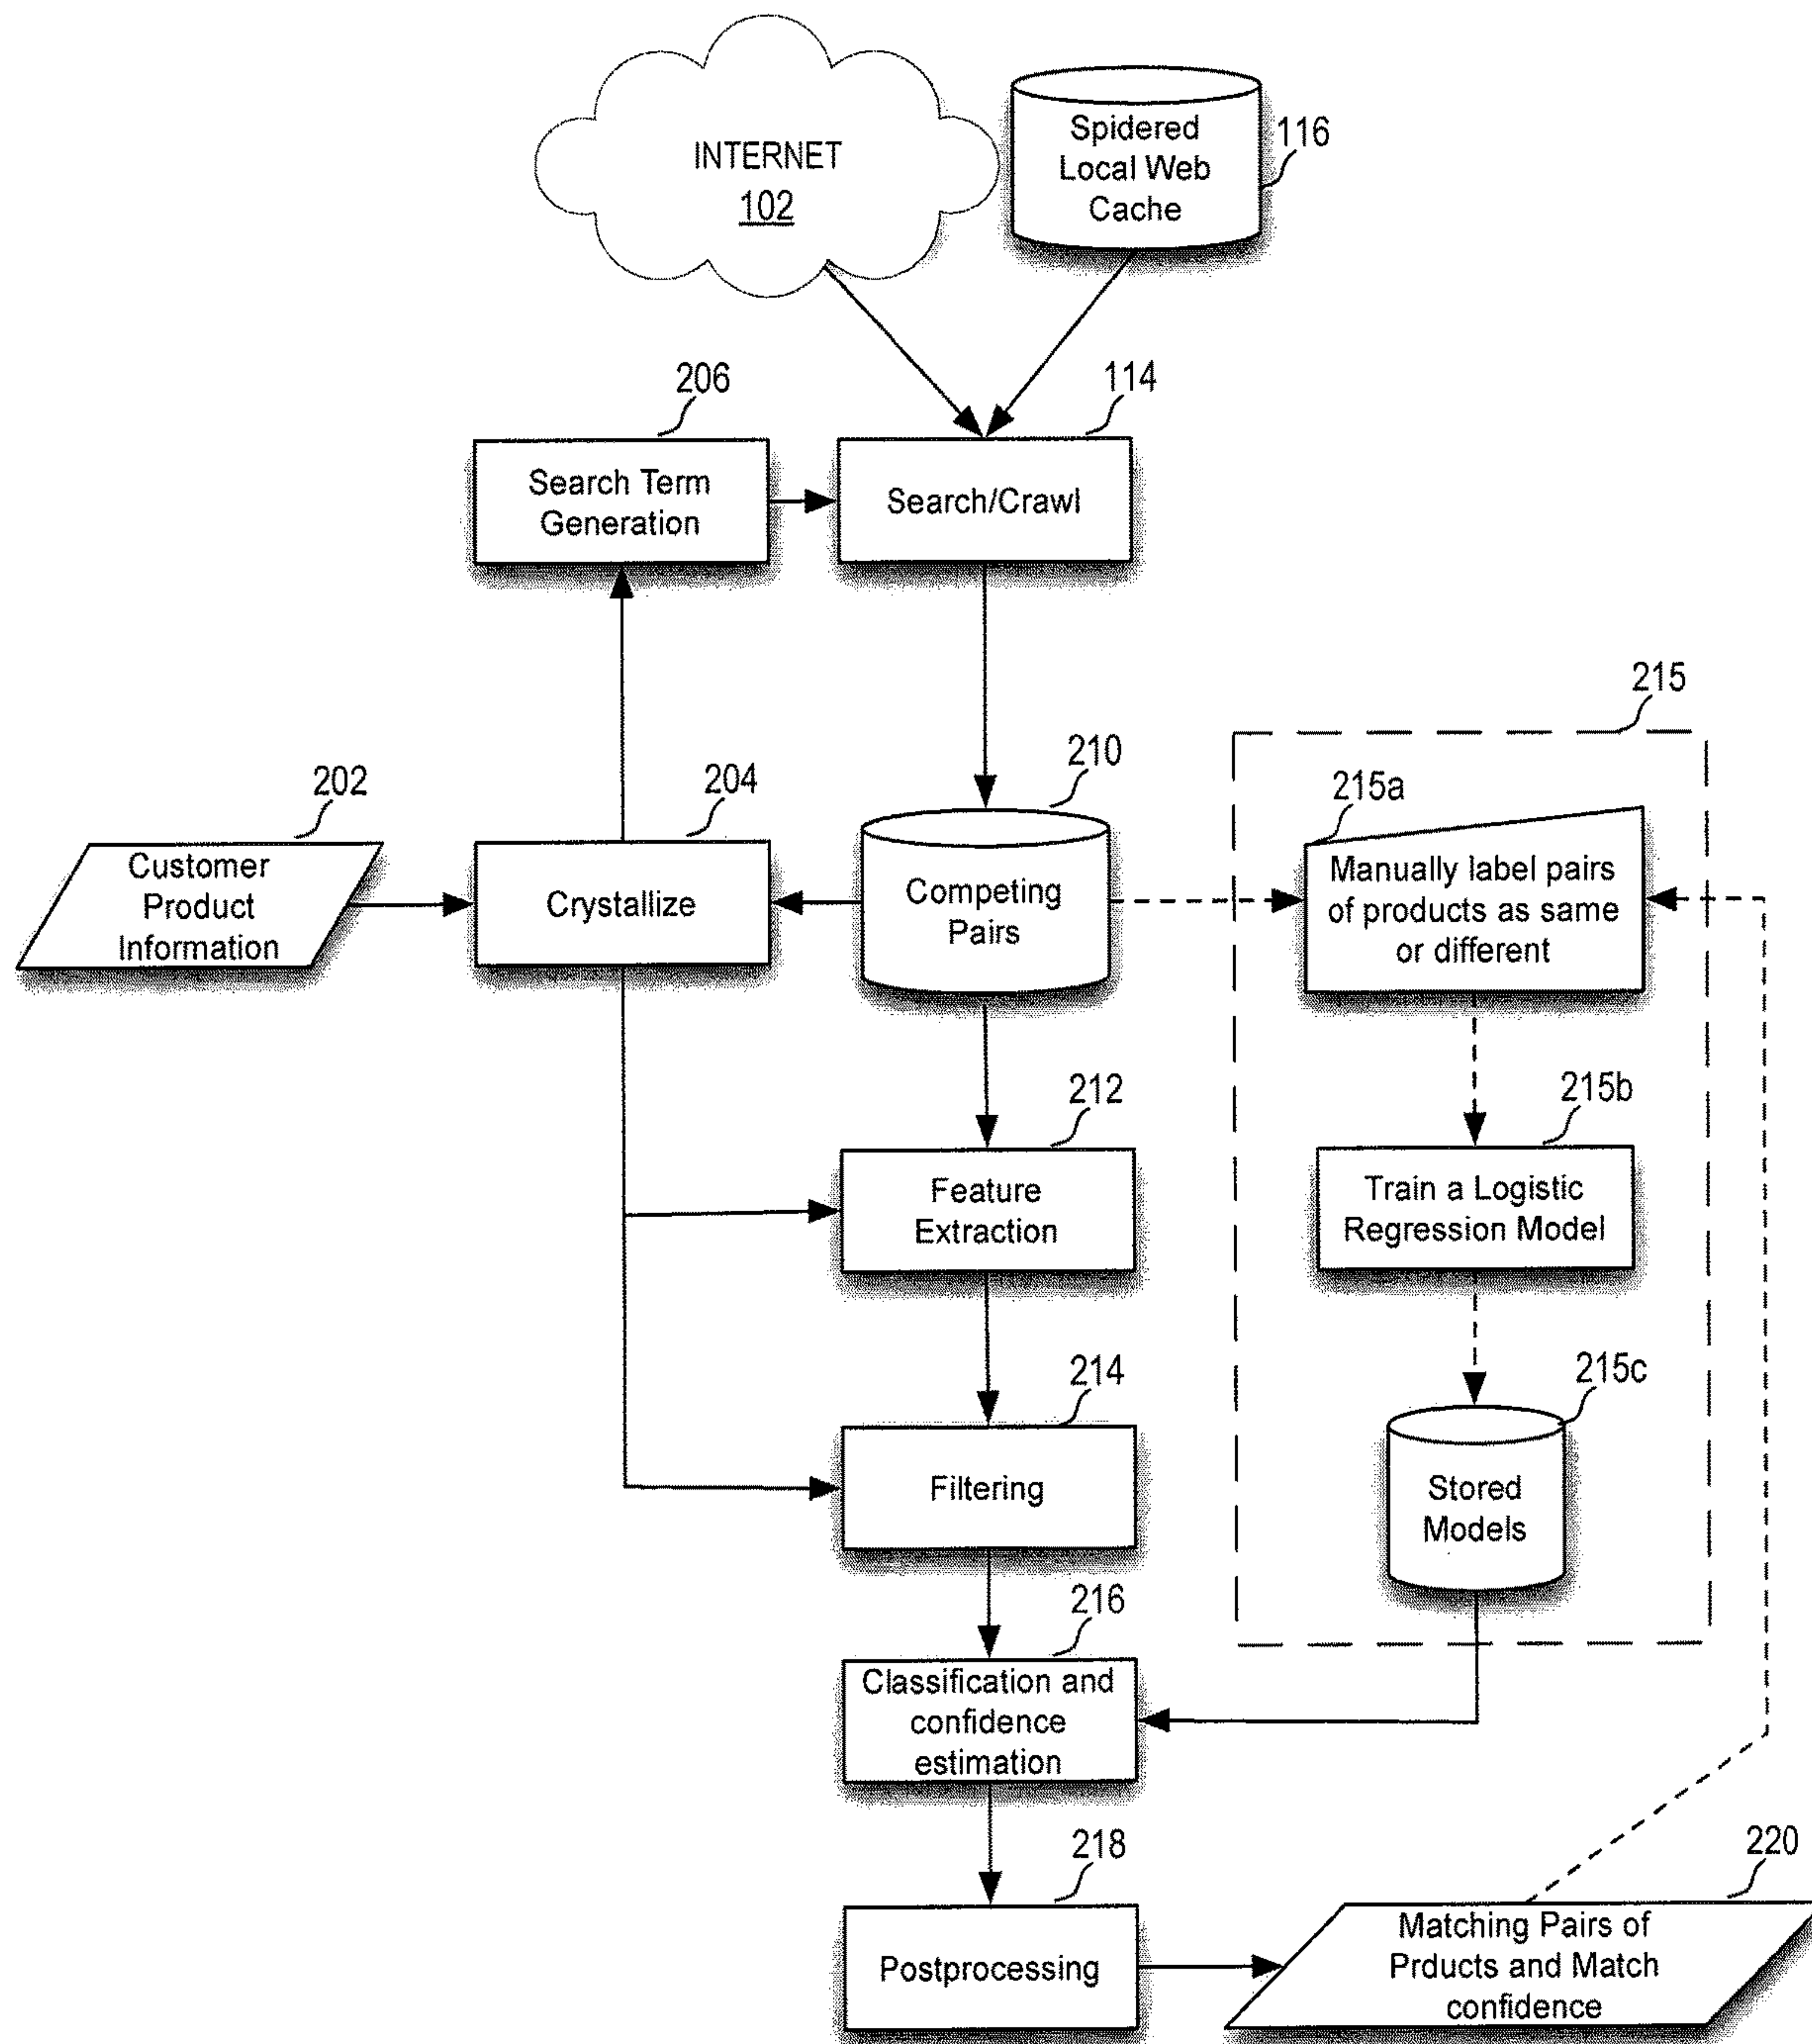 INTERNET
102
Spidered
Local Web
Cache
116
206
114
Search Term
Generation
Search/Crawl
215
202
204
210
215a
Customer
Product
Information
Crystallize
Competing
Pairs
Manually label pairs
of products as same
or different
212
215b
Feature
Extraction
Train a Logistic
Regression Model
214
215c
Filtering
Stored
Models
216
Classification and
confidence
estimation
218
220
Postprocessing
Matching Pairs of
Prducts and Match
confidence